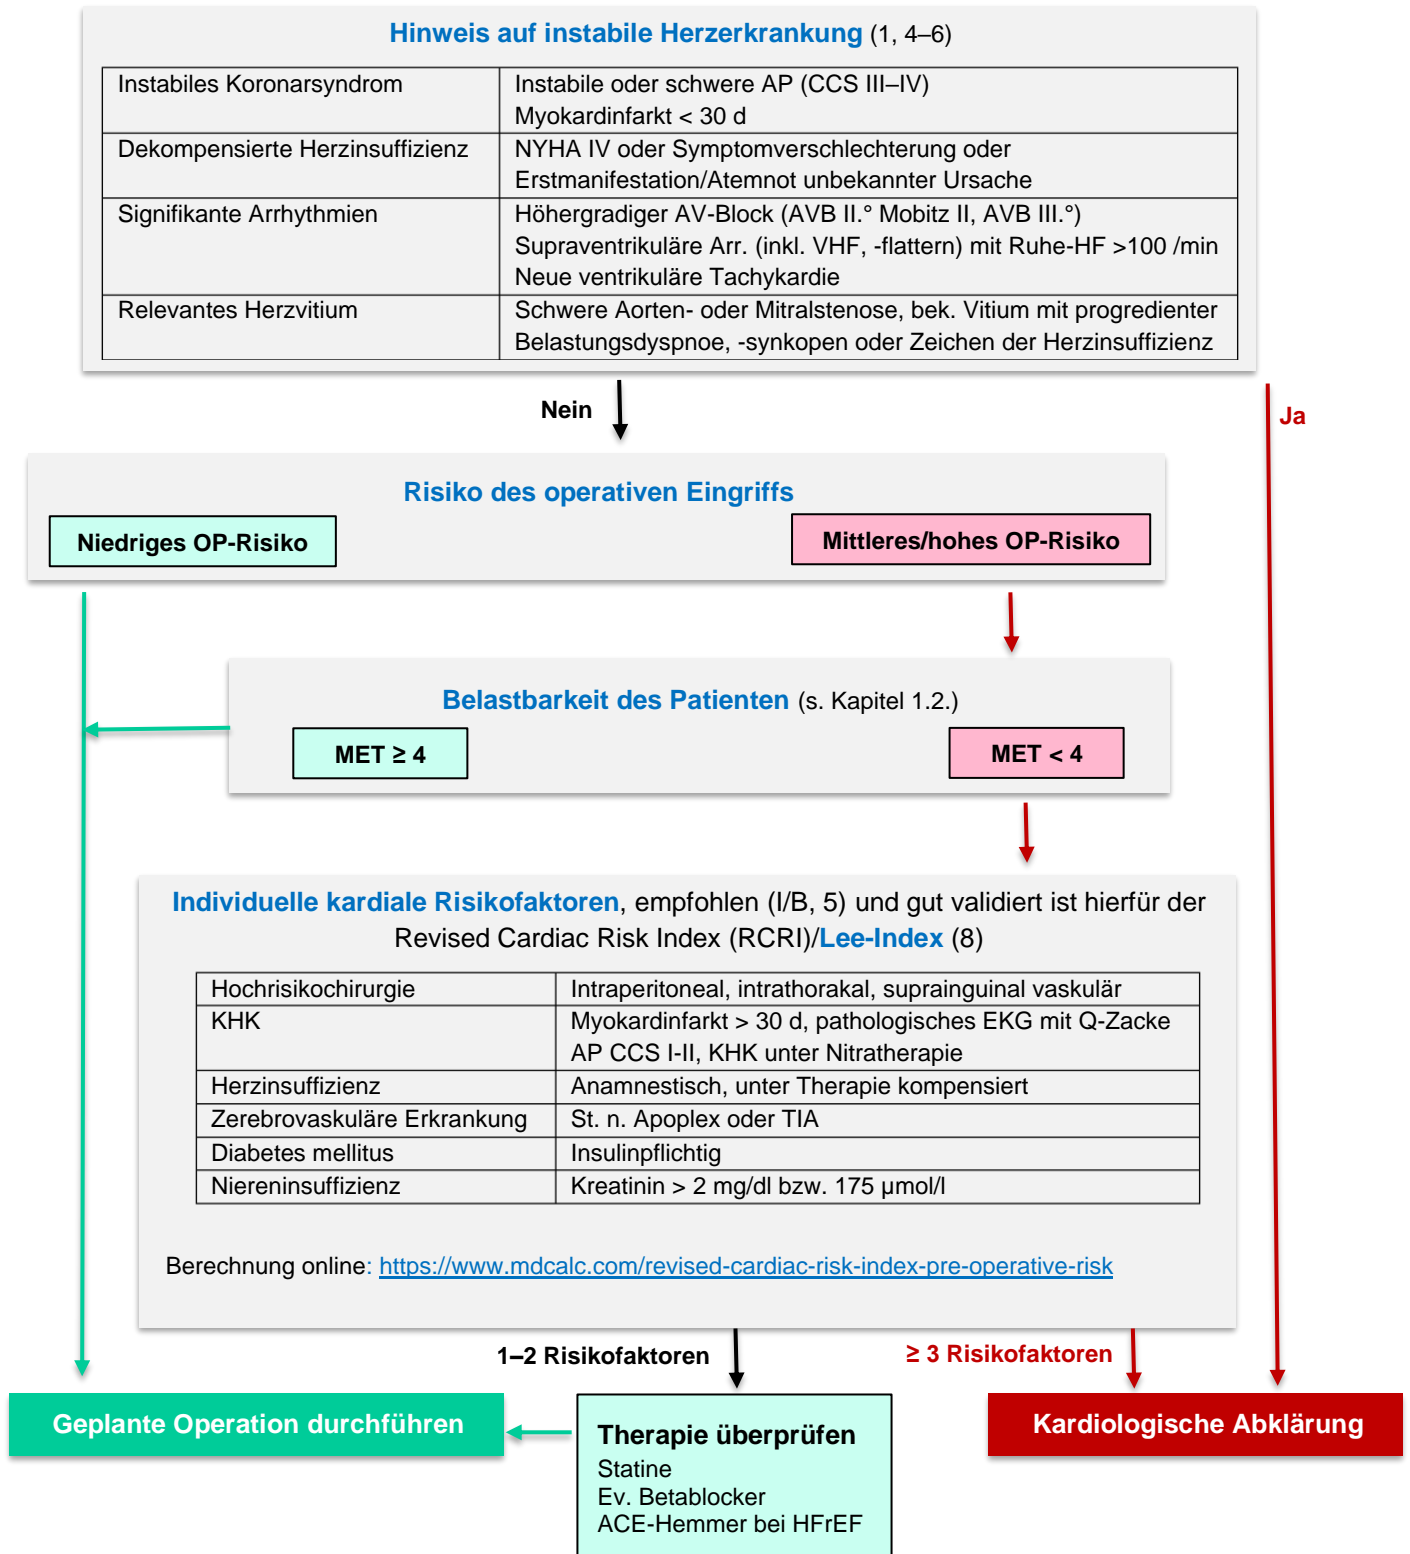 Hinweis auf instabile Herzerkrankung (1, 4–6)
Instabiles Koronarsyndrom
Instabile oder schwere AP (CCS III–IV)
Myokardinfarkt < 30 d
Dekompensierte Herzinsuffizienz
NYHA IV oder Symptomverschlechterung oder
Erstmanifestation/Atemnot unbekannter Ursache
Signifikante Arrhythmien
Höhergradiger AV-Block (AVB II.° Mobitz II, AVB III.°)
Supraventrikuläre Arr. (inkl. VHF, -flattern) mit Ruhe-HF >100 /min
Neue ventrikuläre Tachykardie
Relevantes Herzvitium
Schwere Aorten- oder Mitralstenose, bek. Vitium mit progredienter
Belastungsdyspnoe, -synkopen oder Zeichen der Herzinsuffizienz
Nein
Ja
Risiko des operativen Eingriffs
Niedriges OP-Risiko
Mittleres/hohes OP-Risiko
Belastbarkeit des Patienten (s. Kapitel 1.2.)
MET ≥ 4
MET < 4
Individuelle kardiale Risikofaktoren, empfohlen (I/B, 5) und gut validiert ist hierfür der
Revised Cardiac Risk Index (RCRI)/Lee-Index (8)
Hochrisikochirurgie
Intraperitoneal, intrathorakal, suprainguinal vaskulär
KHK
Myokardinfarkt > 30 d, pathologisches EKG mit Q-Zacke
AP CCS I-II, KHK unter Nitratherapie
Herzinsuffizienz
Anamnestisch, unter Therapie kompensiert
Zerebrovaskuläre Erkrankung
St. n. Apoplex oder TIA
Diabetes mellitus
Insulinpflichtig
Niereninsuffizienz
Kreatinin > 2 mg/dl bzw. 175 µmol/l
Berechnung online: https://www.mdcalc.com/revised-cardiac-risk-index-pre-operative-risk
1–2 Risikofaktoren
≥ 3 Risikofaktoren
Geplante Operation durchführen
Therapie überprüfen
Statine
Ev. Betablocker
ACE-Hemmer bei HFrEF
Kardiologische Abklärung